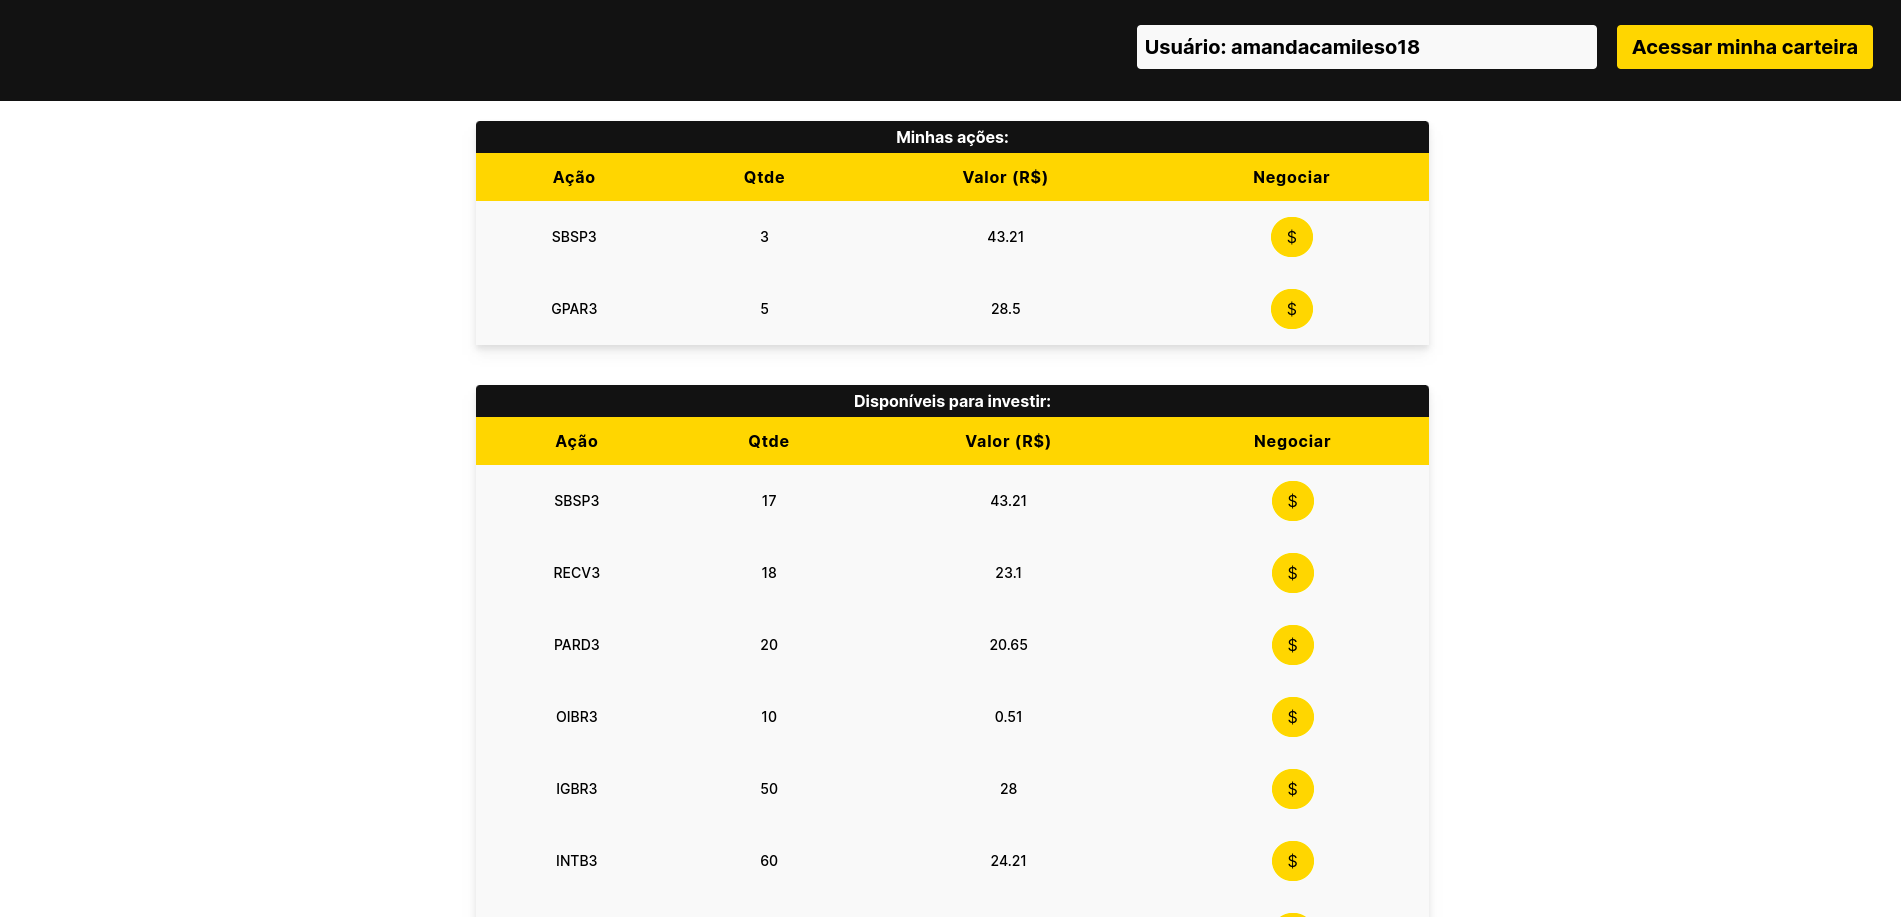 Usuário: amandacamileso18 Acessar minha carteira
Minhas ações:
Ação Qtde Valor (R$) Negociar
SBSP3 3 43.21 $
GPAR3 5 28.5 $
Disponíveis para investir:
Ação Qtde Valor (R$) Negociar
SBSP3 17 43.21 $
RECV3 18 23.1 $
PARD3 20 20.65 $
OIBR3 10 0.51 $
IGBR3 50 28 $
INTB3 60 24.21 $